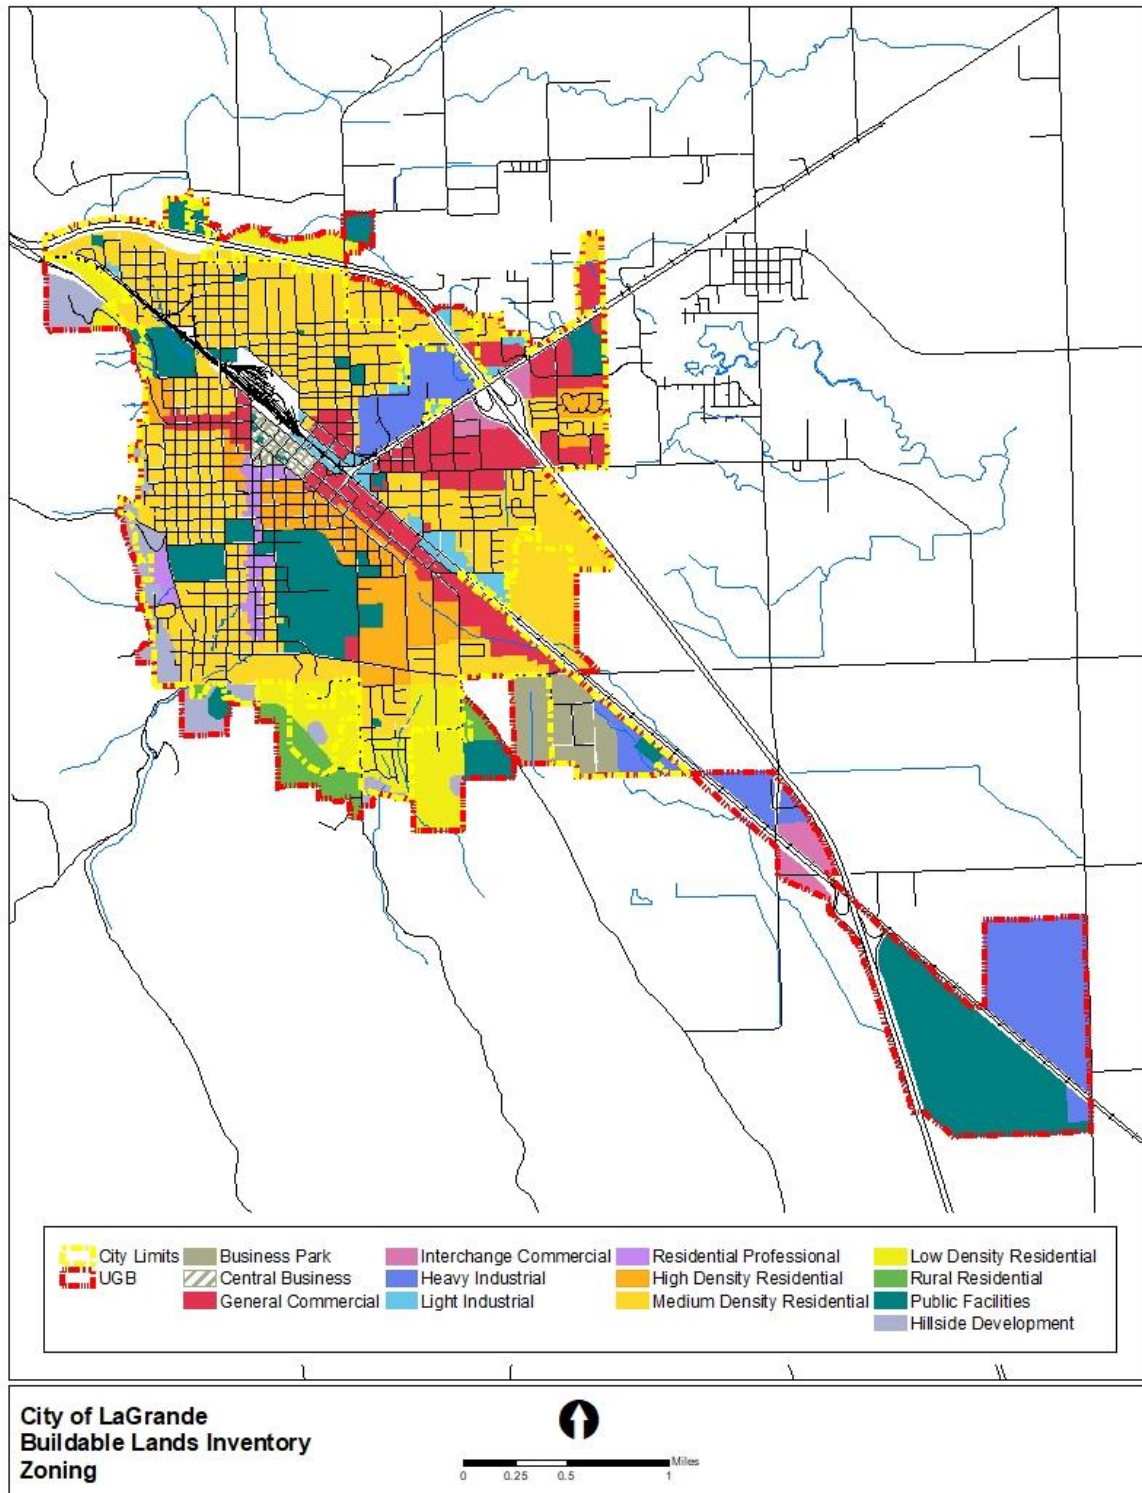 City Limits Business Park Interchange Commercial Residential Professional Low Density Residential
UGB Central Business Heavy Industrial High Density Residential Rural Residential
General Commercial Light Industrial Medium Density Residential Public Facilities
Hillside Development
City of LaGrande
Buildable Lands Inventory
Zoning
Miles
0 0.25 0.5 1